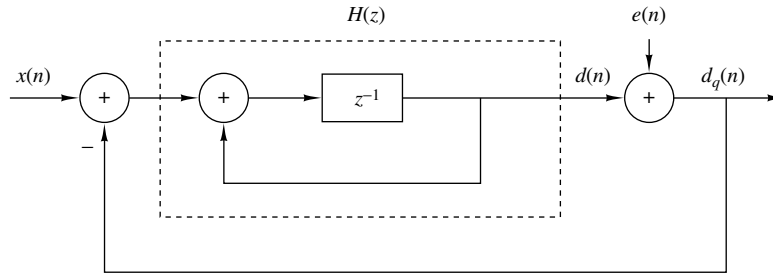 H(z)
e(n)
x(n)
d(n)
d_q(n)
+
+
z⁻¹
+
−